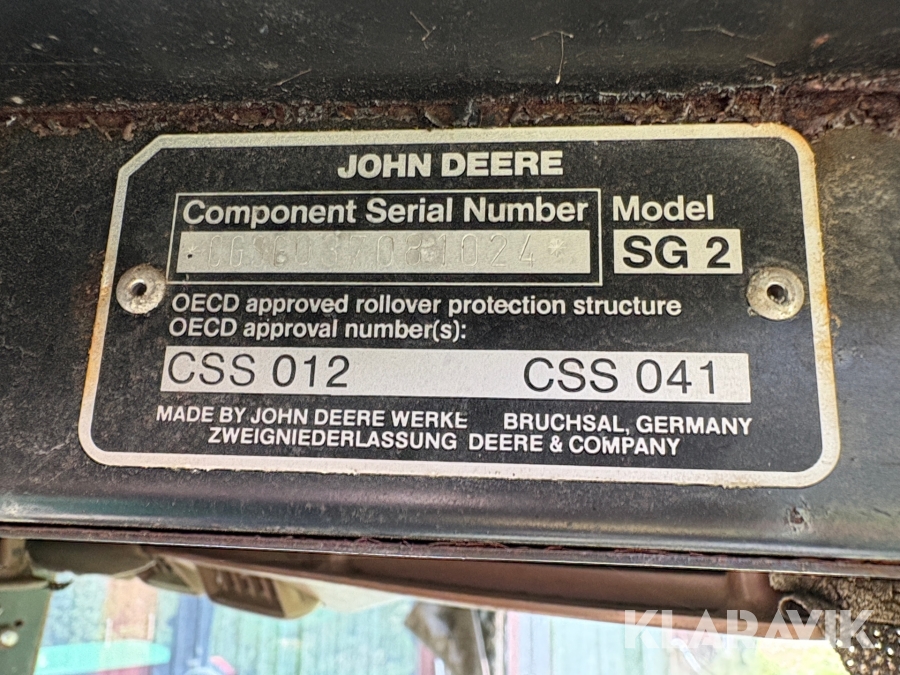 JOHN DEERE
Component Serial Number
Model
SG 2
OECD approved rollover protection structure
OECD approval number(s):
CSS 012 CSS 041
MADE BY JOHN DEERE WERKE BRUCHSAL, GERMANY
ZWEIGNIEDERLASSUNG DEERE & COMPANY
KLARAVIK